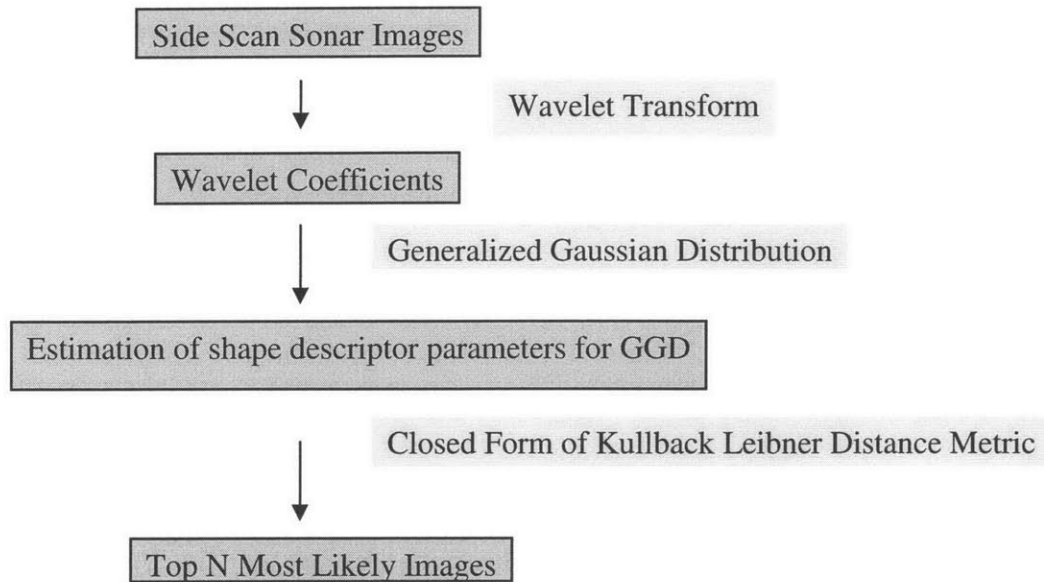 Side Scan Sonar Images
Wavelet Transform
Wavelet Coefficients
Generalized Gaussian Distribution
Estimation of shape descriptor parameters for GGD
Closed Form of Kullback Leibner Distance Metric
Top N Most Likely Images